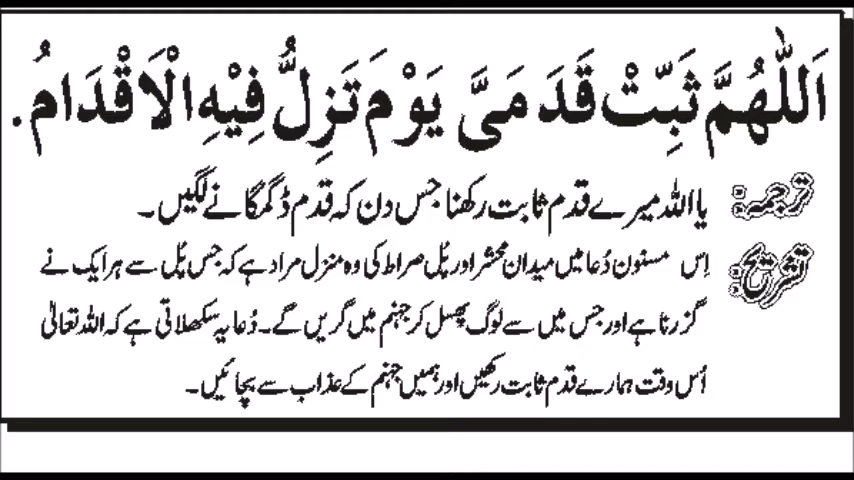 اَللّٰهُمَّ ثَبِّتْ قَدَمَیَّ یَوْمَ تَزِلُّ فِیْهِ الْاَقْدَامُ.
ترجمہ: یا اللہ میرے قدم ثابت رکھنا جس دن کہ قدم ڈگمگانے لگیں۔
تشریح: اِس مسنون دُعا میں میدان محشر اور پُل صراط کی وہ منزل مراد ہے کہ جس پُل سے ہر ایک نے
گزرنا ہے اور جس میں سے لوگ پھسل کر جہنم میں گریں گے۔ دُعا یہ سکھلاتی ہے کہ اللہ تعالیٰ
اُس وقت ہمارے قدم ثابت رکھیں اور ہمیں جہنم کے عذاب سے بچائیں۔